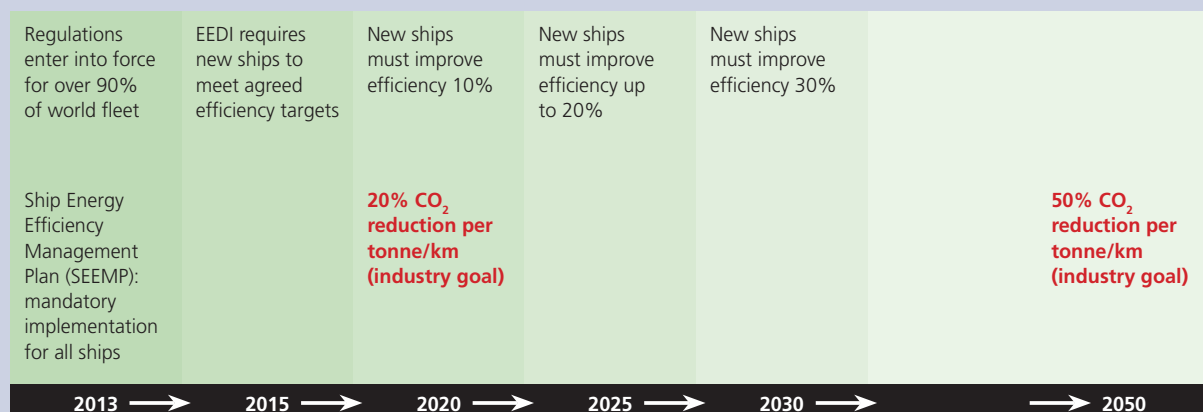 Regulations
enter into force
for over 90%
of world fleet
EEDI requires
new ships to
meet agreed
efficiency targets
New ships
must improve
efficiency 10%
New ships
must improve
efficiency up
to 20%
New ships
must improve
efficiency 30%
Ship Energy
Efficiency
Management
Plan (SEEMP):
mandatory
implementation
for all ships
20% CO₂
reduction per
tonne/km
(industry goal)
50% CO₂
reduction per
tonne/km
(industry goal)
2013 2015 2020 2025 2030 2050